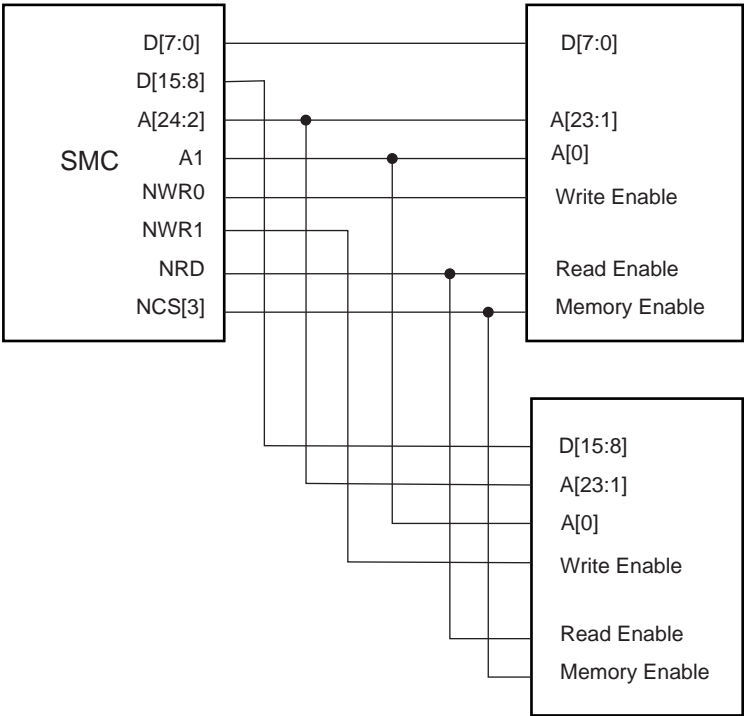 SMC
D[7:0]
D[15:8]
A[24:2]
A1
NWR0
NWR1
NRD
NCS[3]
D[7:0]
A[23:1]
A[0]
Write Enable
Read Enable
Memory Enable
D[15:8]
A[23:1]
A[0]
Write Enable
Read Enable
Memory Enable